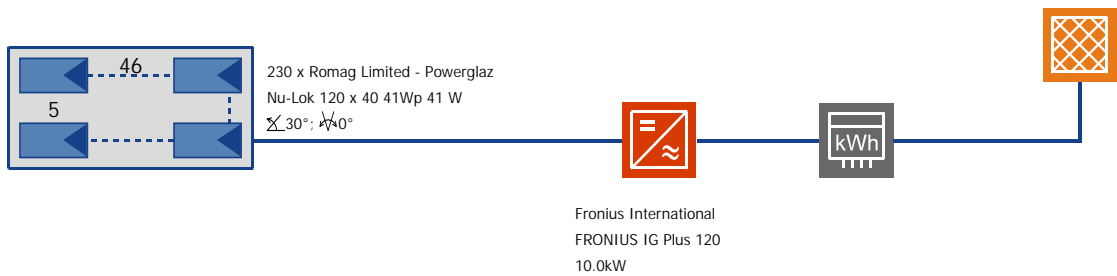 46
5
230 x Romag Limited - Powerglaz
Nu-Lok 120 x 40 41Wp 41 W
30°; 0°
kWh
Fronius International
FRONIUS IG Plus 120
10.0kW